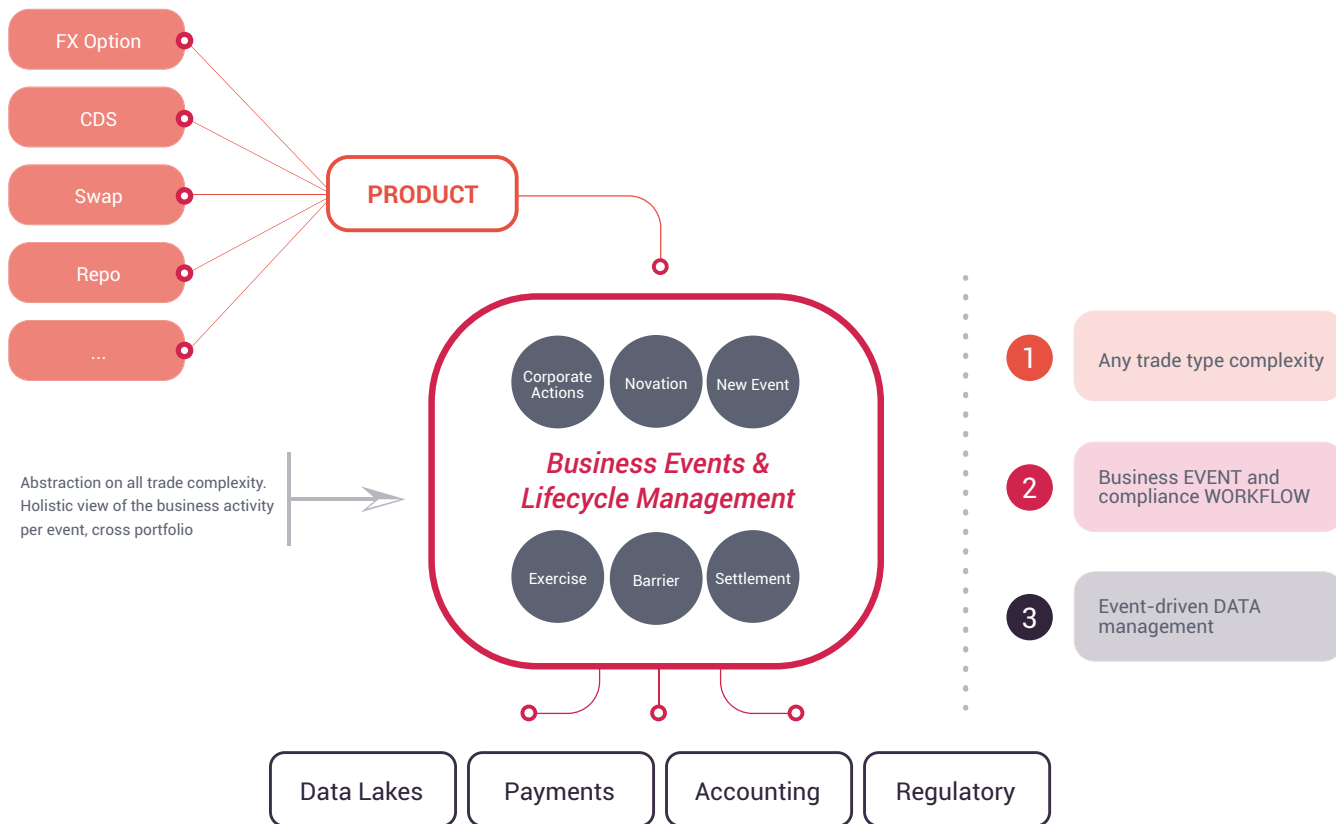 FX Option
CDS
Swap
Repo
...
PRODUCT
Abstraction on all trade complexity.
Holistic view of the business activity
per event, cross portfolio
Corporate
Actions
Novation
New Event
Business Events &
Lifecycle Management
Exercise
Barrier
Settlement
1
Any trade type complexity
2
Business EVENT and
compliance WORKFLOW
3
Event-driven DATA
management
Data Lakes
Payments
Accounting
Regulatory